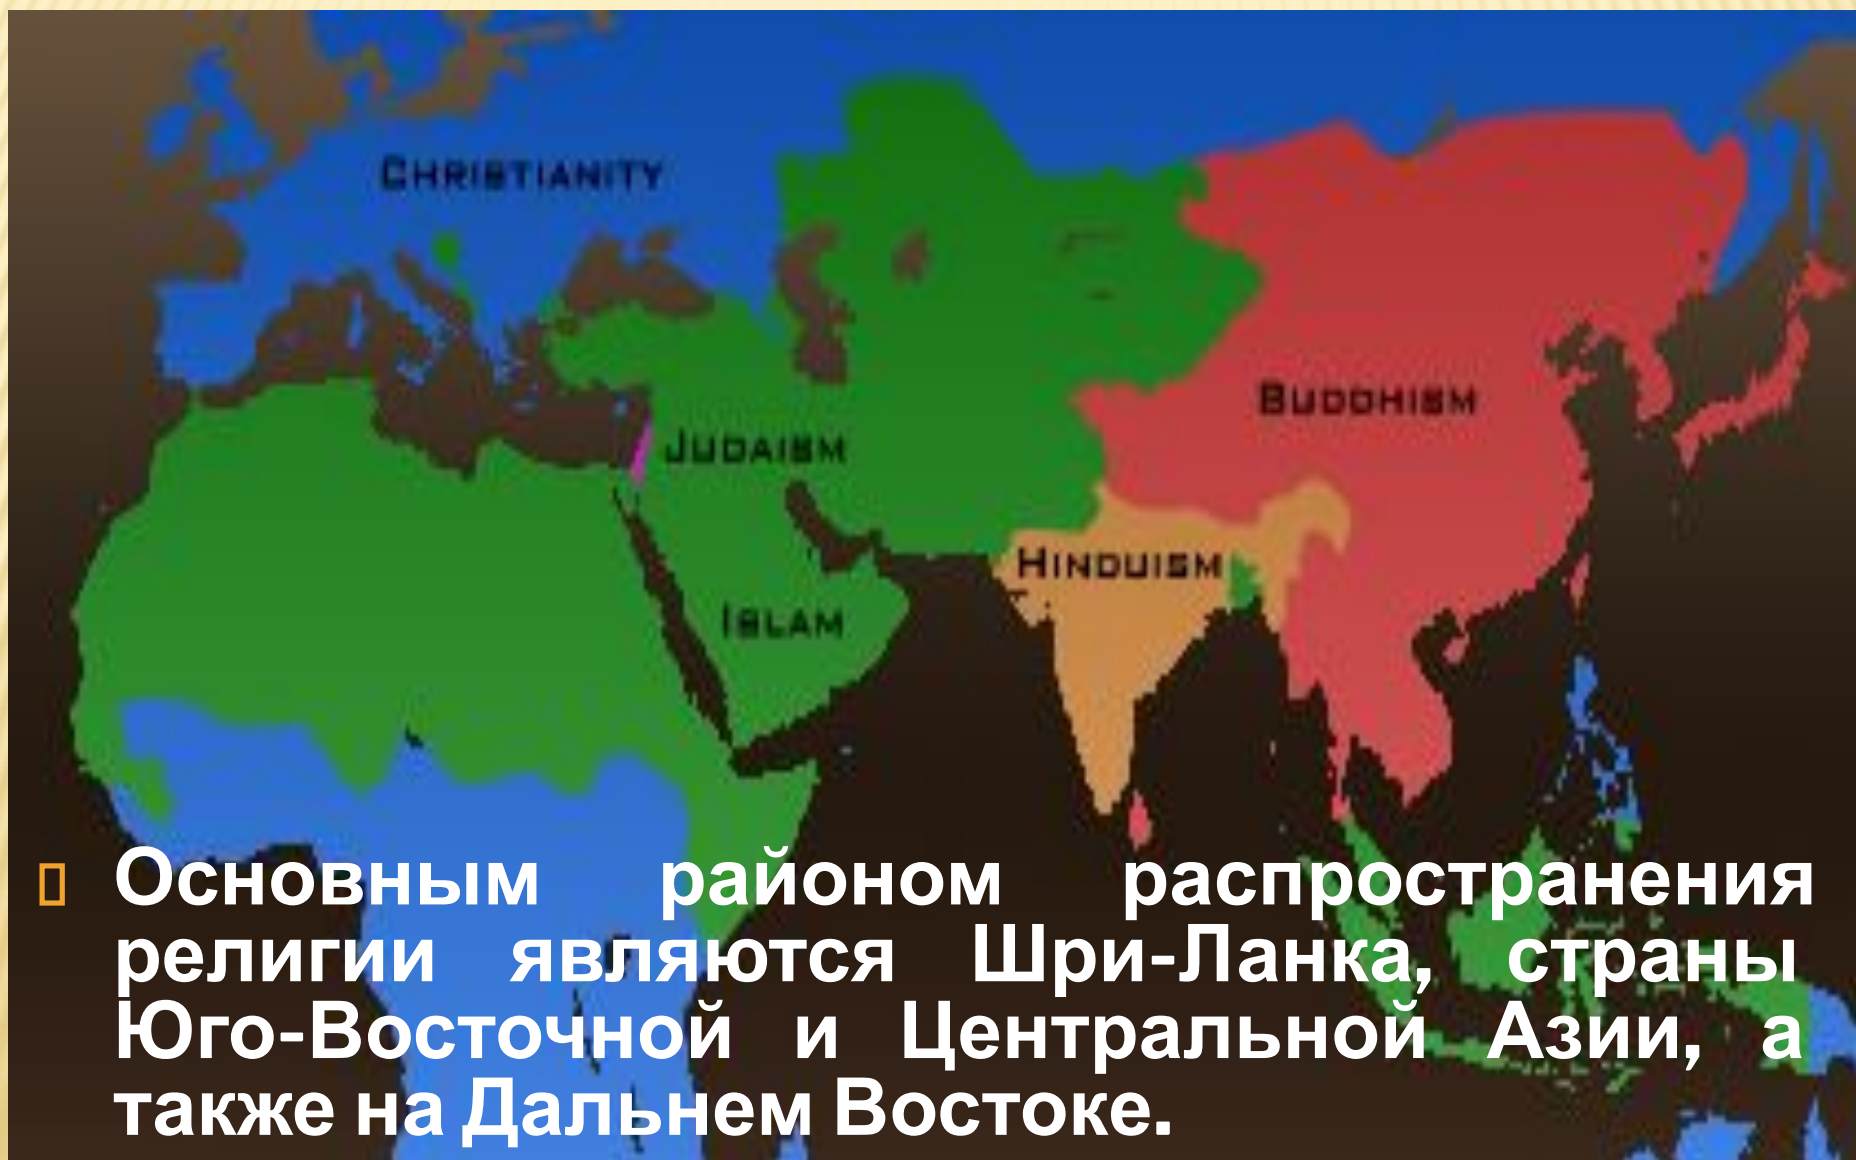 CHRISTIANITY
BUDDHISM
JUDAISM
HINDUISM
ISLAM
Основным районом распространения
религии являются Шри-Ланка, страны
Юго-Восточной и Центральной Азии, а
также на Дальнем Востоке.